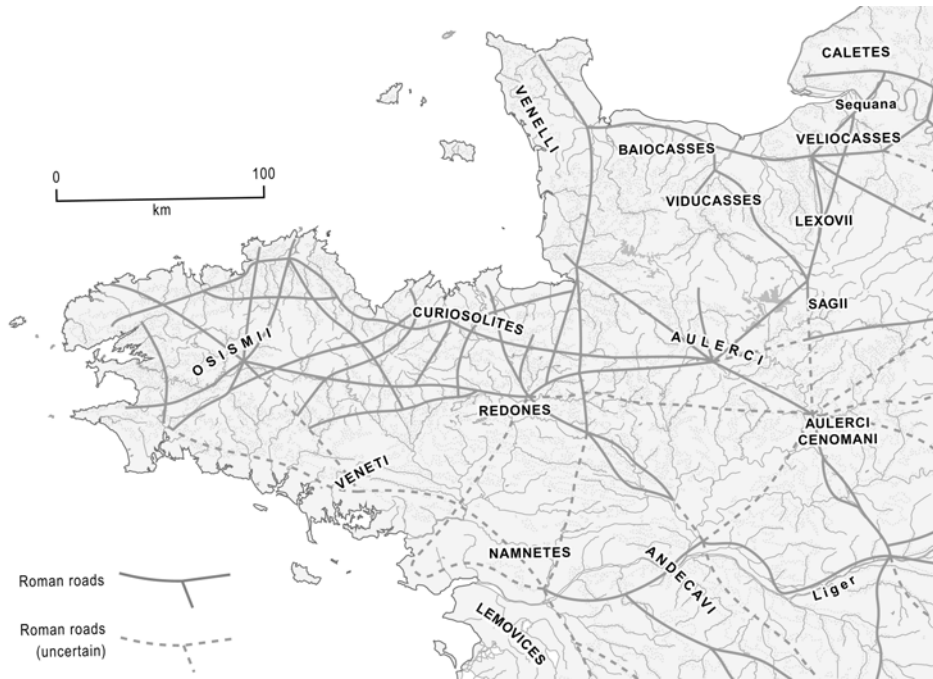 CALETES
Sequana
VENELLI
BAIOCASSES
VELIOCASSES
0 100
km
VIDUCASSES
LEXOVII
SAGII
CURIOSOLITES
OSISMII
AULERCI
REDONES
AULERCI
CENOMANI
VENETI
NAMNETES
ANDECAVI
Liger
LEMOVICES
Roman roads
Roman roads
(uncertain)